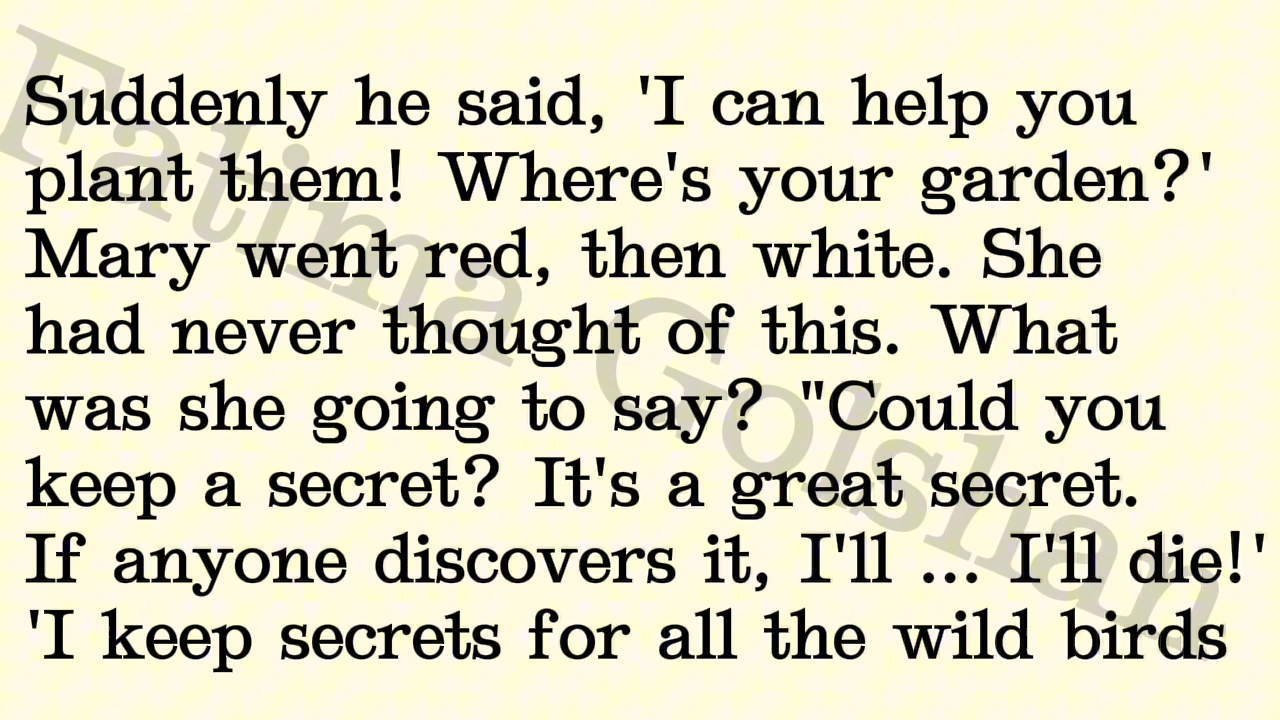 Suddenly he said, 'I can help you
plant them! Where's your garden?'
Mary went red, then white. She
had never thought of this. What
was she going to say? "Could you
keep a secret? It's a great secret.
If anyone discovers it, I'll ... I'll die!'
'I keep secrets for all the wild birds
Fatima Golshan